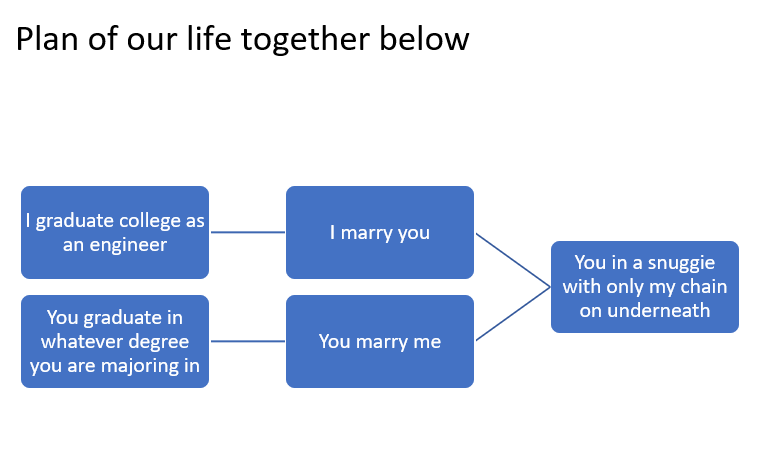 Plan of our life together below
I graduate college as
an engineer
I marry you
You graduate in
whatever degree
you are majoring in
You marry me
You in a snuggie
with only my chain
on underneath